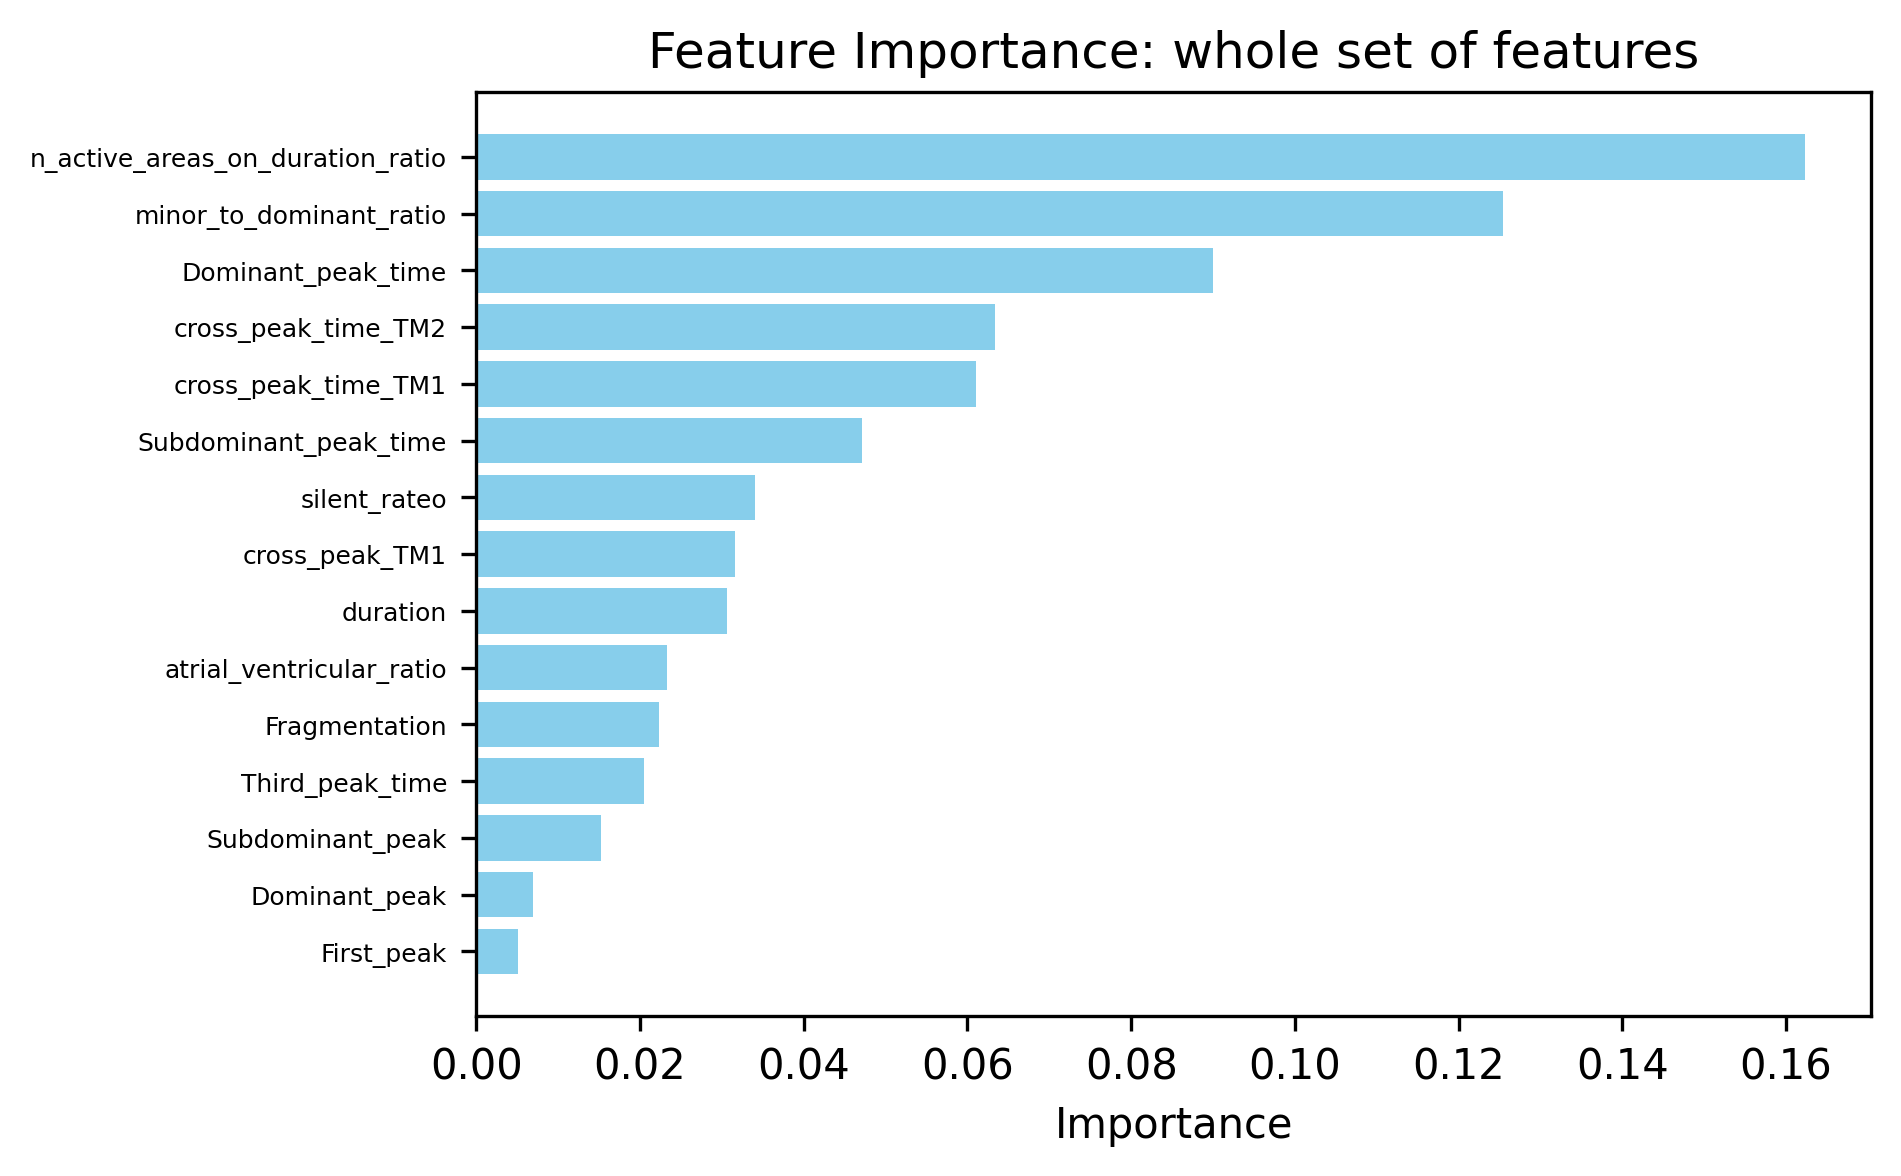 Feature Importance: whole set of features
n_active_areas_on_duration_ratio
minor_to_dominant_ratio
Dominant_peak_time
cross_peak_time_TM2
cross_peak_time_TM1
Subdominant_peak_time
silent_rateo
cross_peak_TM1
duration
atrial_ventricular_ratio
Fragmentation
Third_peak_time
Subdominant_peak
Dominant_peak
First_peak
0.00 0.02 0.04 0.06 0.08 0.10 0.12 0.14 0.16
Importance